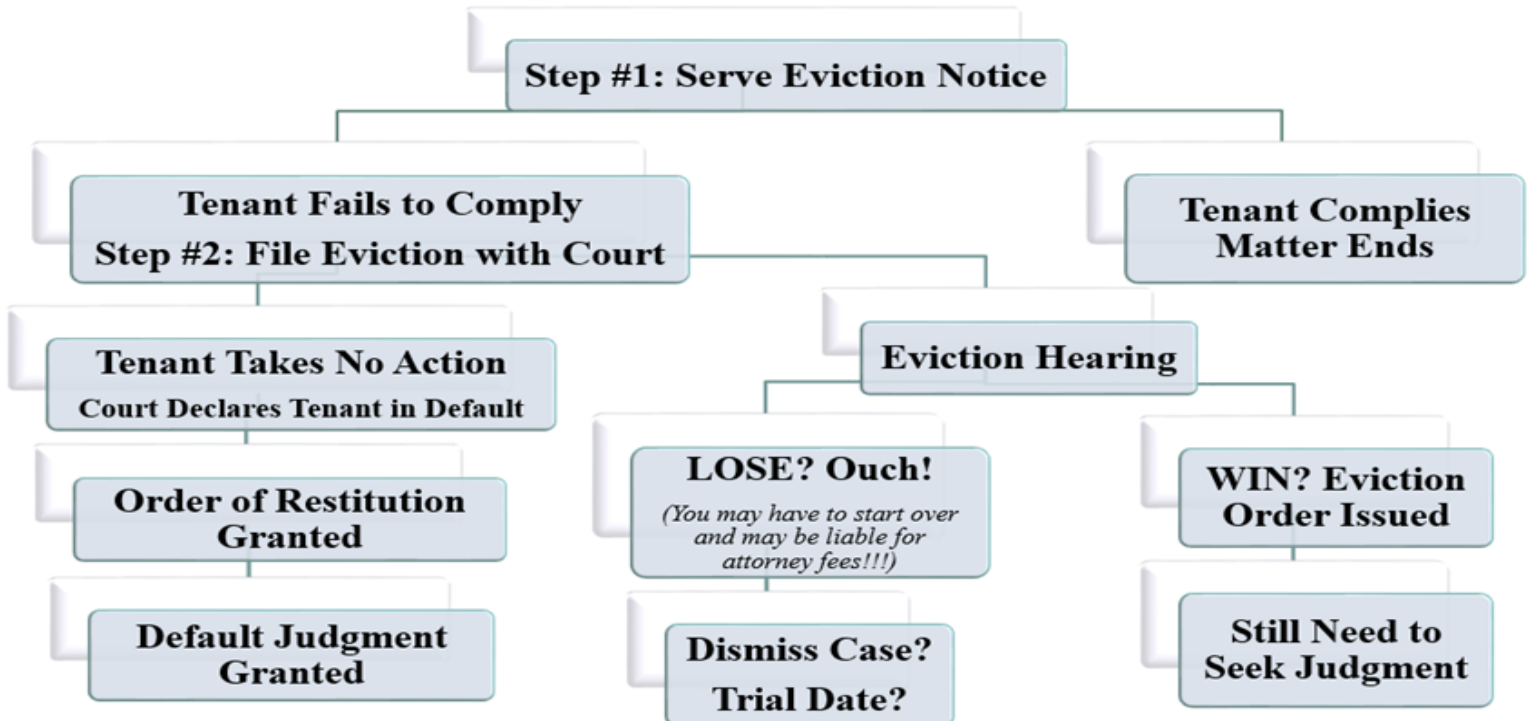 Step #1: Serve Eviction Notice
Tenant Fails to Comply
Step #2: File Eviction with Court
Tenant Complies
Matter Ends
Tenant Takes No Action
Court Declares Tenant in Default
Eviction Hearing
Order of Restitution
Granted
LOSE? Ouch!
(You may have to start over
and may be liable for
attorney fees!!!)
WIN? Eviction
Order Issued
Default Judgment
Granted
Dismiss Case?
Trial Date?
Still Need to
Seek Judgment